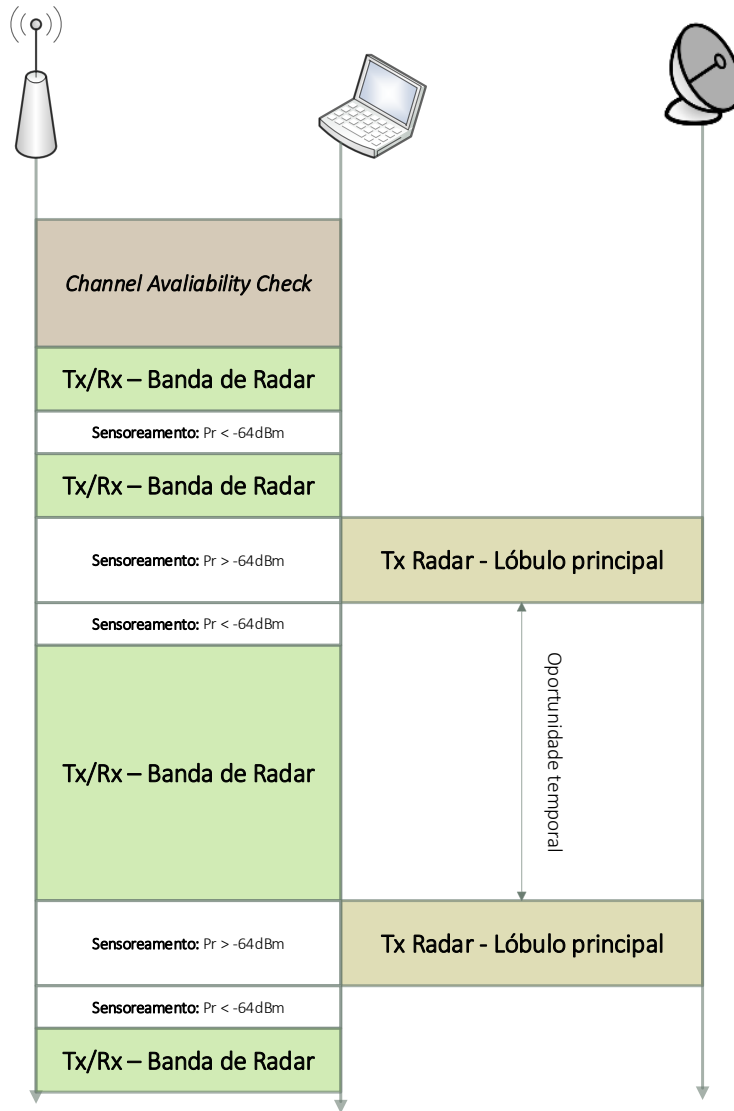 Channel Avaliability Check
Tx/Rx – Banda de Radar
Sensoreamento: Pr < -64dBm
Tx/Rx – Banda de Radar
Sensoreamento: Pr > -64dBm
Tx Radar - Lóbulo principal
Sensoreamento: Pr < -64dBm
Oportunidade temporal
Tx/Rx – Banda de Radar
Sensoreamento: Pr > -64dBm
Tx Radar - Lóbulo principal
Sensoreamento: Pr < -64dBm
Tx/Rx – Banda de Radar